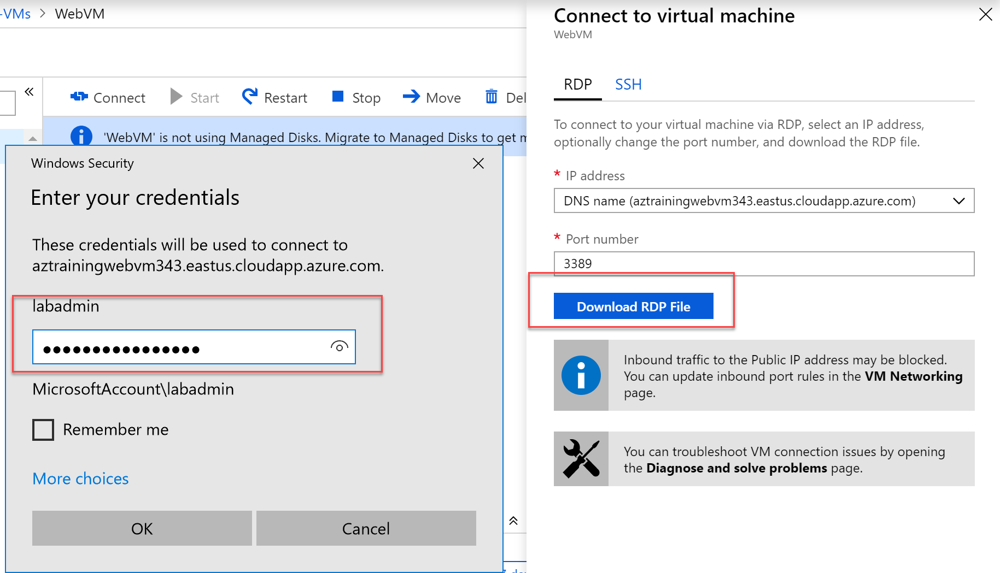 -VMs > WebVM
Connect
Start
Restart
Stop
Move
Del
'WebVM' is not using Managed Disks. Migrate to Managed Disks to get m
Windows Security
Enter your credentials
These credentials will be used to connect to
aztrainingwebvm343.eastus.cloudapp.azure.com.
labadmin
MicrosoftAccount\labadmin
Remember me
More choices
OK
Cancel
Connect to virtual machine
WebVM
RDP
SSH
To connect to your virtual machine via RDP, select an IP address,
optionally change the port number, and download the RDP file.
* IP address
DNS name (aztrainingwebvm343.eastus.cloudapp.azure.com)
* Port number
3389
Download RDP File
Inbound traffic to the Public IP address may be blocked.
You can update inbound port rules in the VM Networking
page.
You can troubleshoot VM connection issues by opening
the Diagnose and solve problems page.